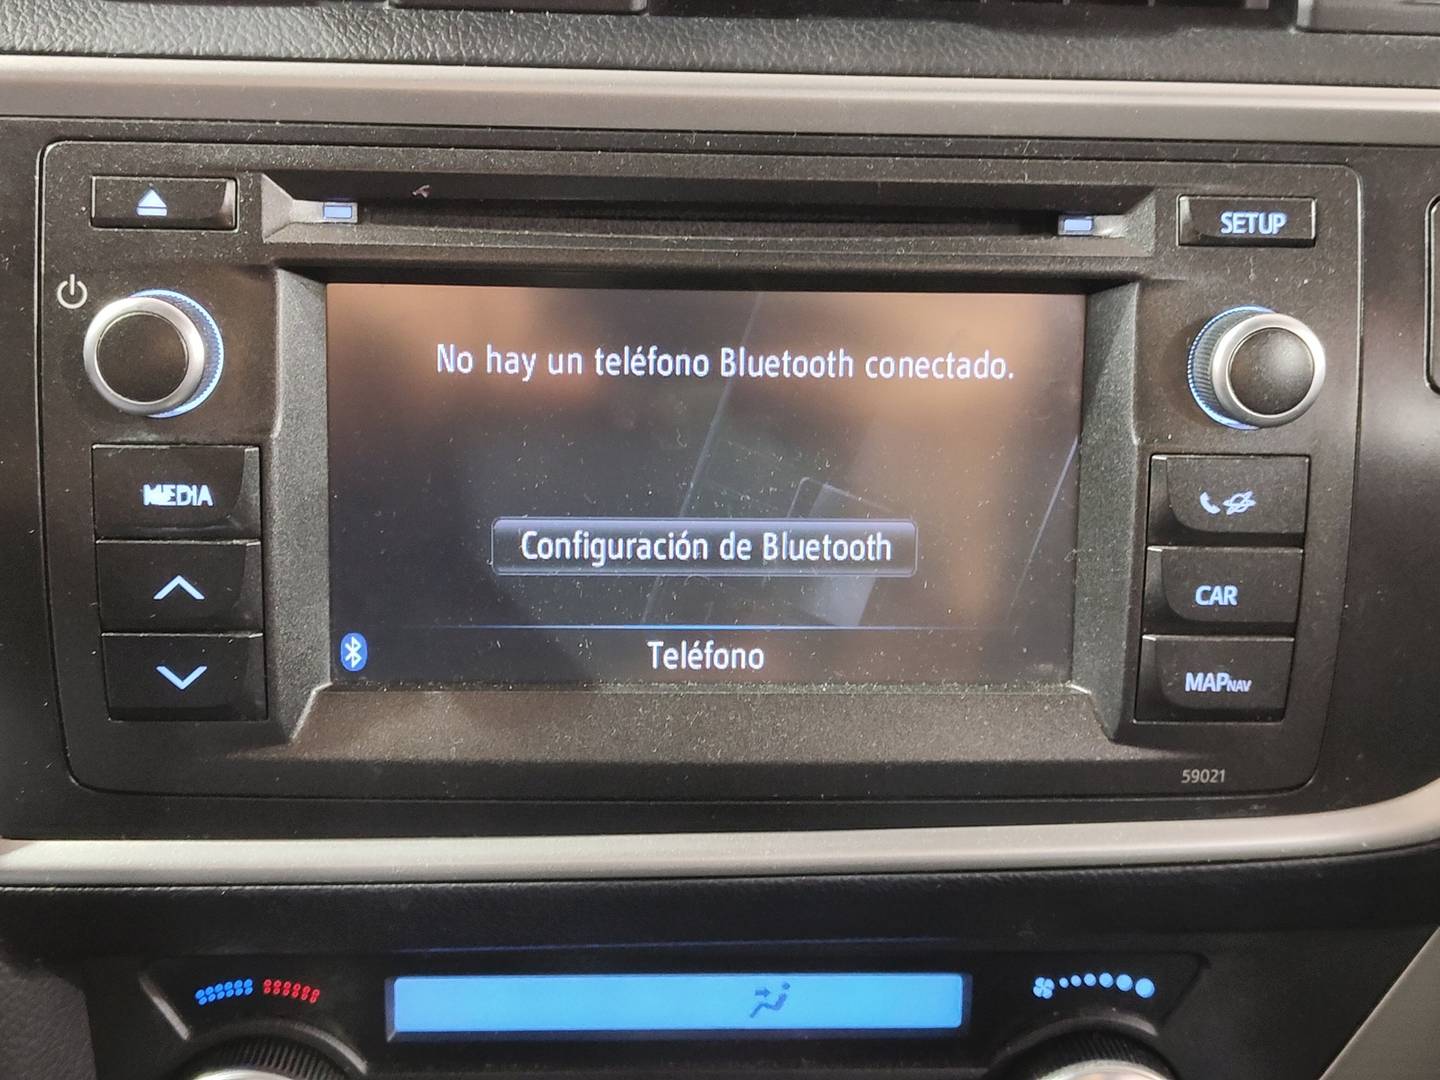 SETUP
No hay un teléfono Bluetooth conectado.
MEDIA
Configuración de Bluetooth
CAR
Teléfono
MAPNAV
59021